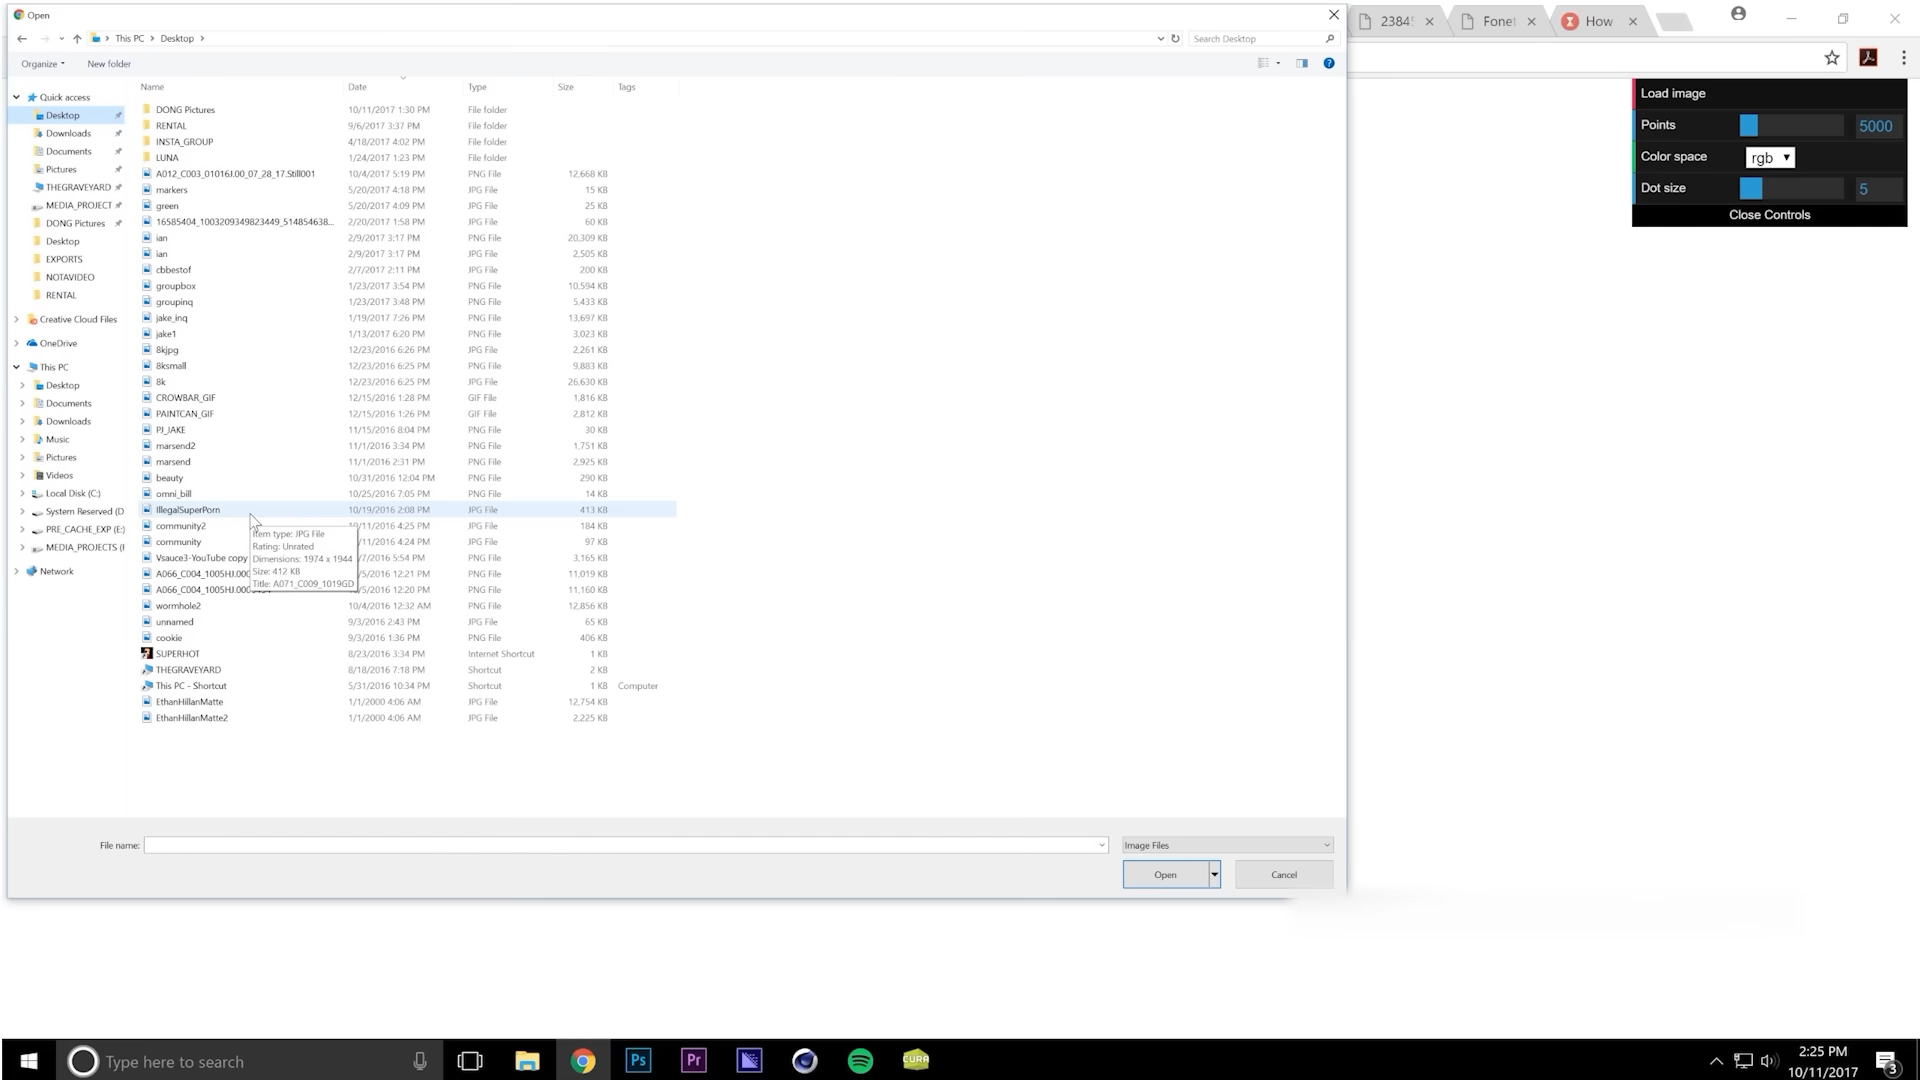 Open
This PC > Desktop >
Search Desktop
Organize
New folder
Name Date Type Size Tags
Quick access
Desktop
Downloads
Documents
Pictures
THEGRAVEYARD
MEDIA_PROJECT
DONG Pictures
Desktop
EXPORTS
NOTAVIDEO
RENTAL
Creative Cloud Files
OneDrive
This PC
Desktop
Documents
Downloads
Music
Pictures
Videos
Local Disk (C:)
System Reserved (D
PRE_CACHE_EXP (E:)
MEDIA_PROJECTS (
Network
DONG Pictures 10/11/2017 1:30 PM File folder
RENTAL 9/6/2017 3:37 PM File folder
INSTA_GROUP 4/18/2017 4:02 PM File folder
LUNA 1/24/2017 1:23 PM File folder
A012_C003_01016J.00_07_28_17.Still001 10/4/2017 5:19 PM PNG File 12,668 KB
markers 5/20/2017 4:18 PM JPG File 15 KB
green 5/20/2017 4:09 PM JPG File 25 KB
16585404_1003209349823449_514854638... 2/20/2017 1:58 PM JPG File 60 KB
ian 2/9/2017 3:17 PM PNG File 20,309 KB
ian 2/9/2017 3:17 PM JPG File 2,505 KB
cbbestof 2/7/2017 2:11 PM JPG File 200 KB
groupbox 1/23/2017 3:54 PM PNG File 10,594 KB
groupinq 1/23/2017 3:48 PM PNG File 5,433 KB
jake_inq 1/19/2017 7:26 PM PNG File 13,697 KB
jake1 1/13/2017 6:20 PM PNG File 3,023 KB
8kjpg 12/23/2016 6:26 PM JPG File 2,261 KB
8ksmall 12/23/2016 6:25 PM JPG File 9,883 KB
8k 12/23/2016 6:25 PM JPG File 26,630 KB
CROWBAR_GIF 12/15/2016 1:28 PM GIF File 1,816 KB
PAINTCAN_GIF 12/15/2016 1:26 PM GIF File 2,812 KB
PJ_JAKE 11/15/2016 8:04 PM PNG File 30 KB
marsend2 11/1/2016 3:34 PM PNG File 1,751 KB
marsend 11/1/2016 2:31 PM PNG File 2,925 KB
beauty 10/31/2016 12:04 PM PNG File 290 KB
omni_bill 10/25/2016 7:05 PM PNG File 14 KB
IllegalSuperPorn 10/19/2016 2:08 PM JPG File 413 KB
community2 10/11/2016 4:25 PM JPG File 184 KB
community /11/2016 4:24 PM JPG File 97 KB
Vsauce3-YouTube copy /7/2016 5:54 PM PNG File 3,165 KB
A066_C004_1005HJ.000 /5/2016 12:21 PM PNG File 11,019 KB
A066_C004_1005HJ.000 /5/2016 12:20 PM PNG File 11,160 KB
wormhole2 10/4/2016 12:32 AM PNG File 12,856 KB
unnamed 9/3/2016 2:43 PM JPG File 65 KB
cookie 9/3/2016 1:36 PM PNG File 406 KB
SUPERHOT 8/23/2016 3:34 PM Internet Shortcut 1 KB
THEGRAVEYARD 8/18/2016 7:18 PM Shortcut 2 KB
This PC - Shortcut 5/31/2016 10:34 PM Shortcut 1 KB Computer
EthanHillanMatte 1/1/2000 4:06 AM JPG File 12,754 KB
EthanHillanMatte2 1/1/2000 4:06 AM JPG File 2,225 KB
Item type: JPG File
Rating: Unrated
Dimensions: 1974 x 1944
Size: 412 KB
Title: A071_C009_1019GD
File name:
Image Files
Open
Cancel
2384
Fone
How
Load image
Points 5000
Color space rgb
Dot size 5
Close Controls
Type here to search
Ps
Pr
CURA
2:25 PM
10/11/2017
3